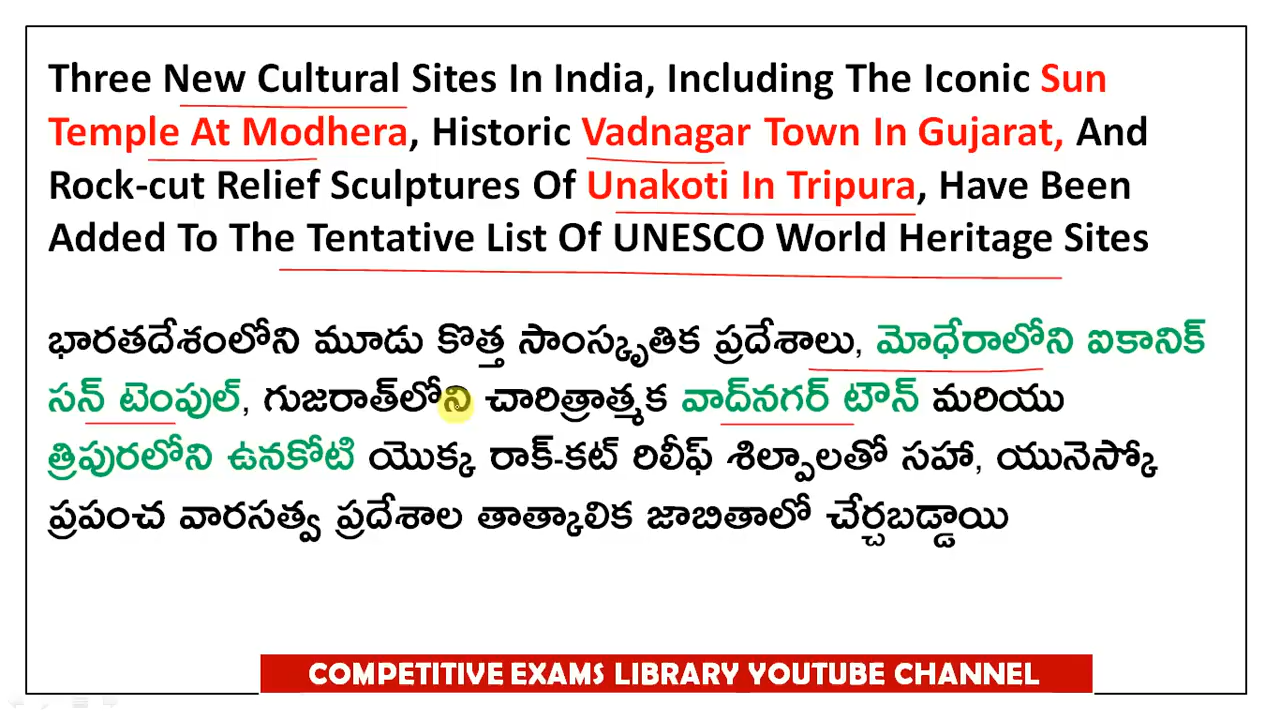 Three New Cultural Sites In India, Including The Iconic Sun
Temple At Modhera, Historic Vadnagar Town In Gujarat, And
Rock-cut Relief Sculptures Of Unakoti In Tripura, Have Been
Added To The Tentative List Of UNESCO World Heritage Sites
భారతదేశంలోని మూడు కొత్త సాంస్కృతిక ప్రదేశాలు, మోధేరాలోని ఐకానిక్
సన్ టెంపుల్, గుజరాత్‌లోని చారిత్రాత్మక వాద్‌నగర్ టౌన్ మరియు
త్రిపురలోని ఉనకోటి యొక్క రాక్-కట్ రిలీఫ్ శిల్పాలతో సహా, యునెస్కో
ప్రపంచ వారసత్వ ప్రదేశాల తాత్కాలిక జాబితాలో చేర్చబడ్డాయి
COMPETITIVE EXAMS LIBRARY YOUTUBE CHANNEL